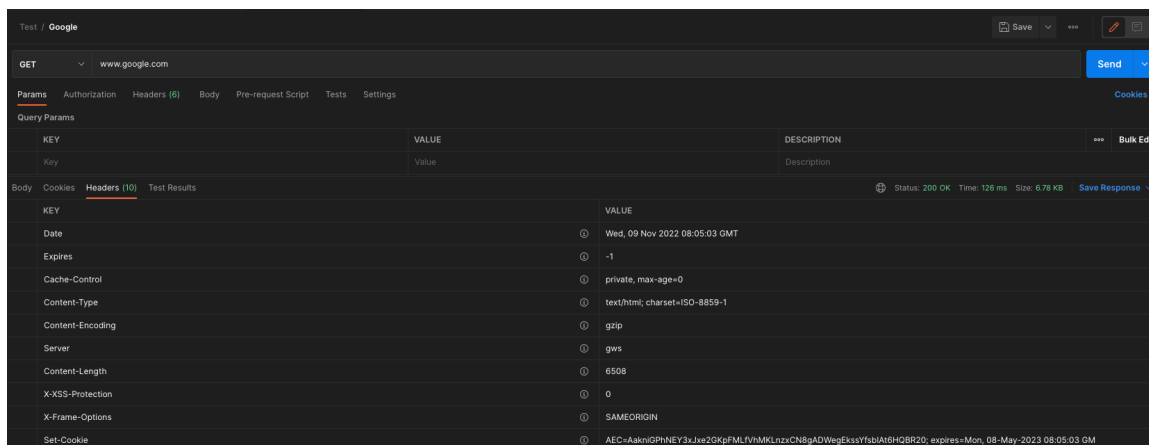 Test / Google Save
GET www.google.com Send
Params Authorization Headers (6) Body Pre-request Script Tests Settings Cookies
Query Params
KEY VALUE DESCRIPTION Bulk Ed
Key Value Description
Body Cookies Headers (10) Test Results Status: 200 OK Time: 126 ms Size: 6.78 KB Save Response
KEY VALUE
Date Wed, 09 Nov 2022 08:05:03 GMT
Expires -1
Cache-Control private, max-age=0
Content-Type text/html; charset=ISO-8859-1
Content-Encoding gzip
Server gws
Content-Length 6508
X-XSS-Protection 0
X-Frame-Options SAMEORIGIN
Set-Cookie expires=Mon, 08-May-2023 08:05:03 GM